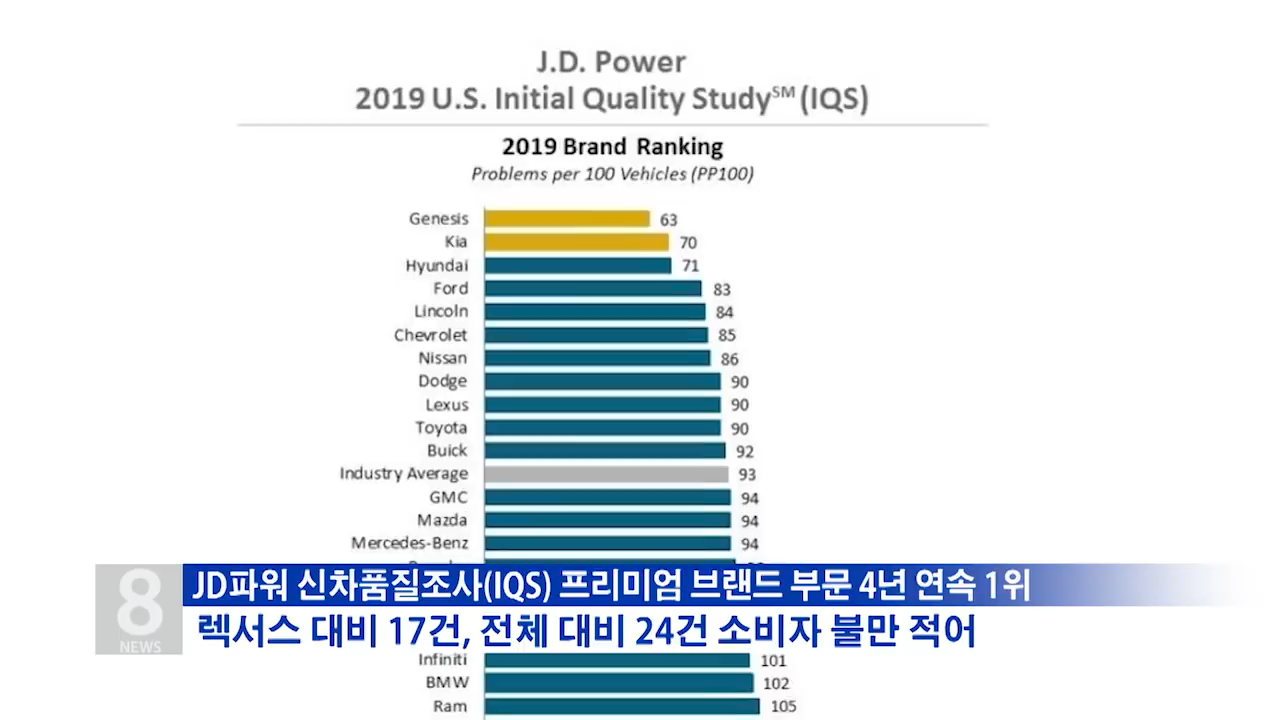 J.D. Power
2019 U.S. Initial Quality Study℠ (IQS)
2019 Brand Ranking
Problems per 100 Vehicles (PP100)
Genesis 63
Kia 70
Hyundai 71
Ford 83
Lincoln 84
Chevrolet 85
Nissan 86
Dodge 90
Lexus 90
Toyota 90
Buick 92
Industry Average 93
GMC 94
Mazda 94
Mercedes-Benz 94
8 NEWS
JD파워 신차품질조사(IQS) 프리미엄 브랜드 부문 4년 연속 1위
렉서스 대비 17건, 전체 대비 24건 소비자 불만 적어
Infiniti 101
BMW 102
Ram 105